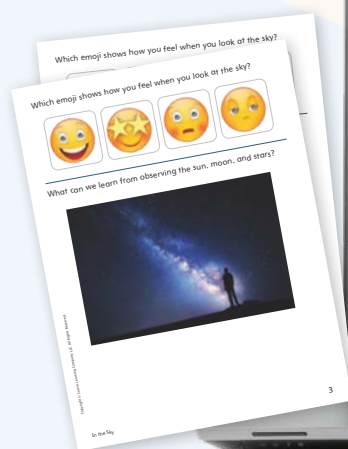 Which emoji shows how you feel when you look at the sky?
Which emoji shows how you feel when you look at the sky?
What can we learn from observing the sun, moon, and stars?
In the Sky
3